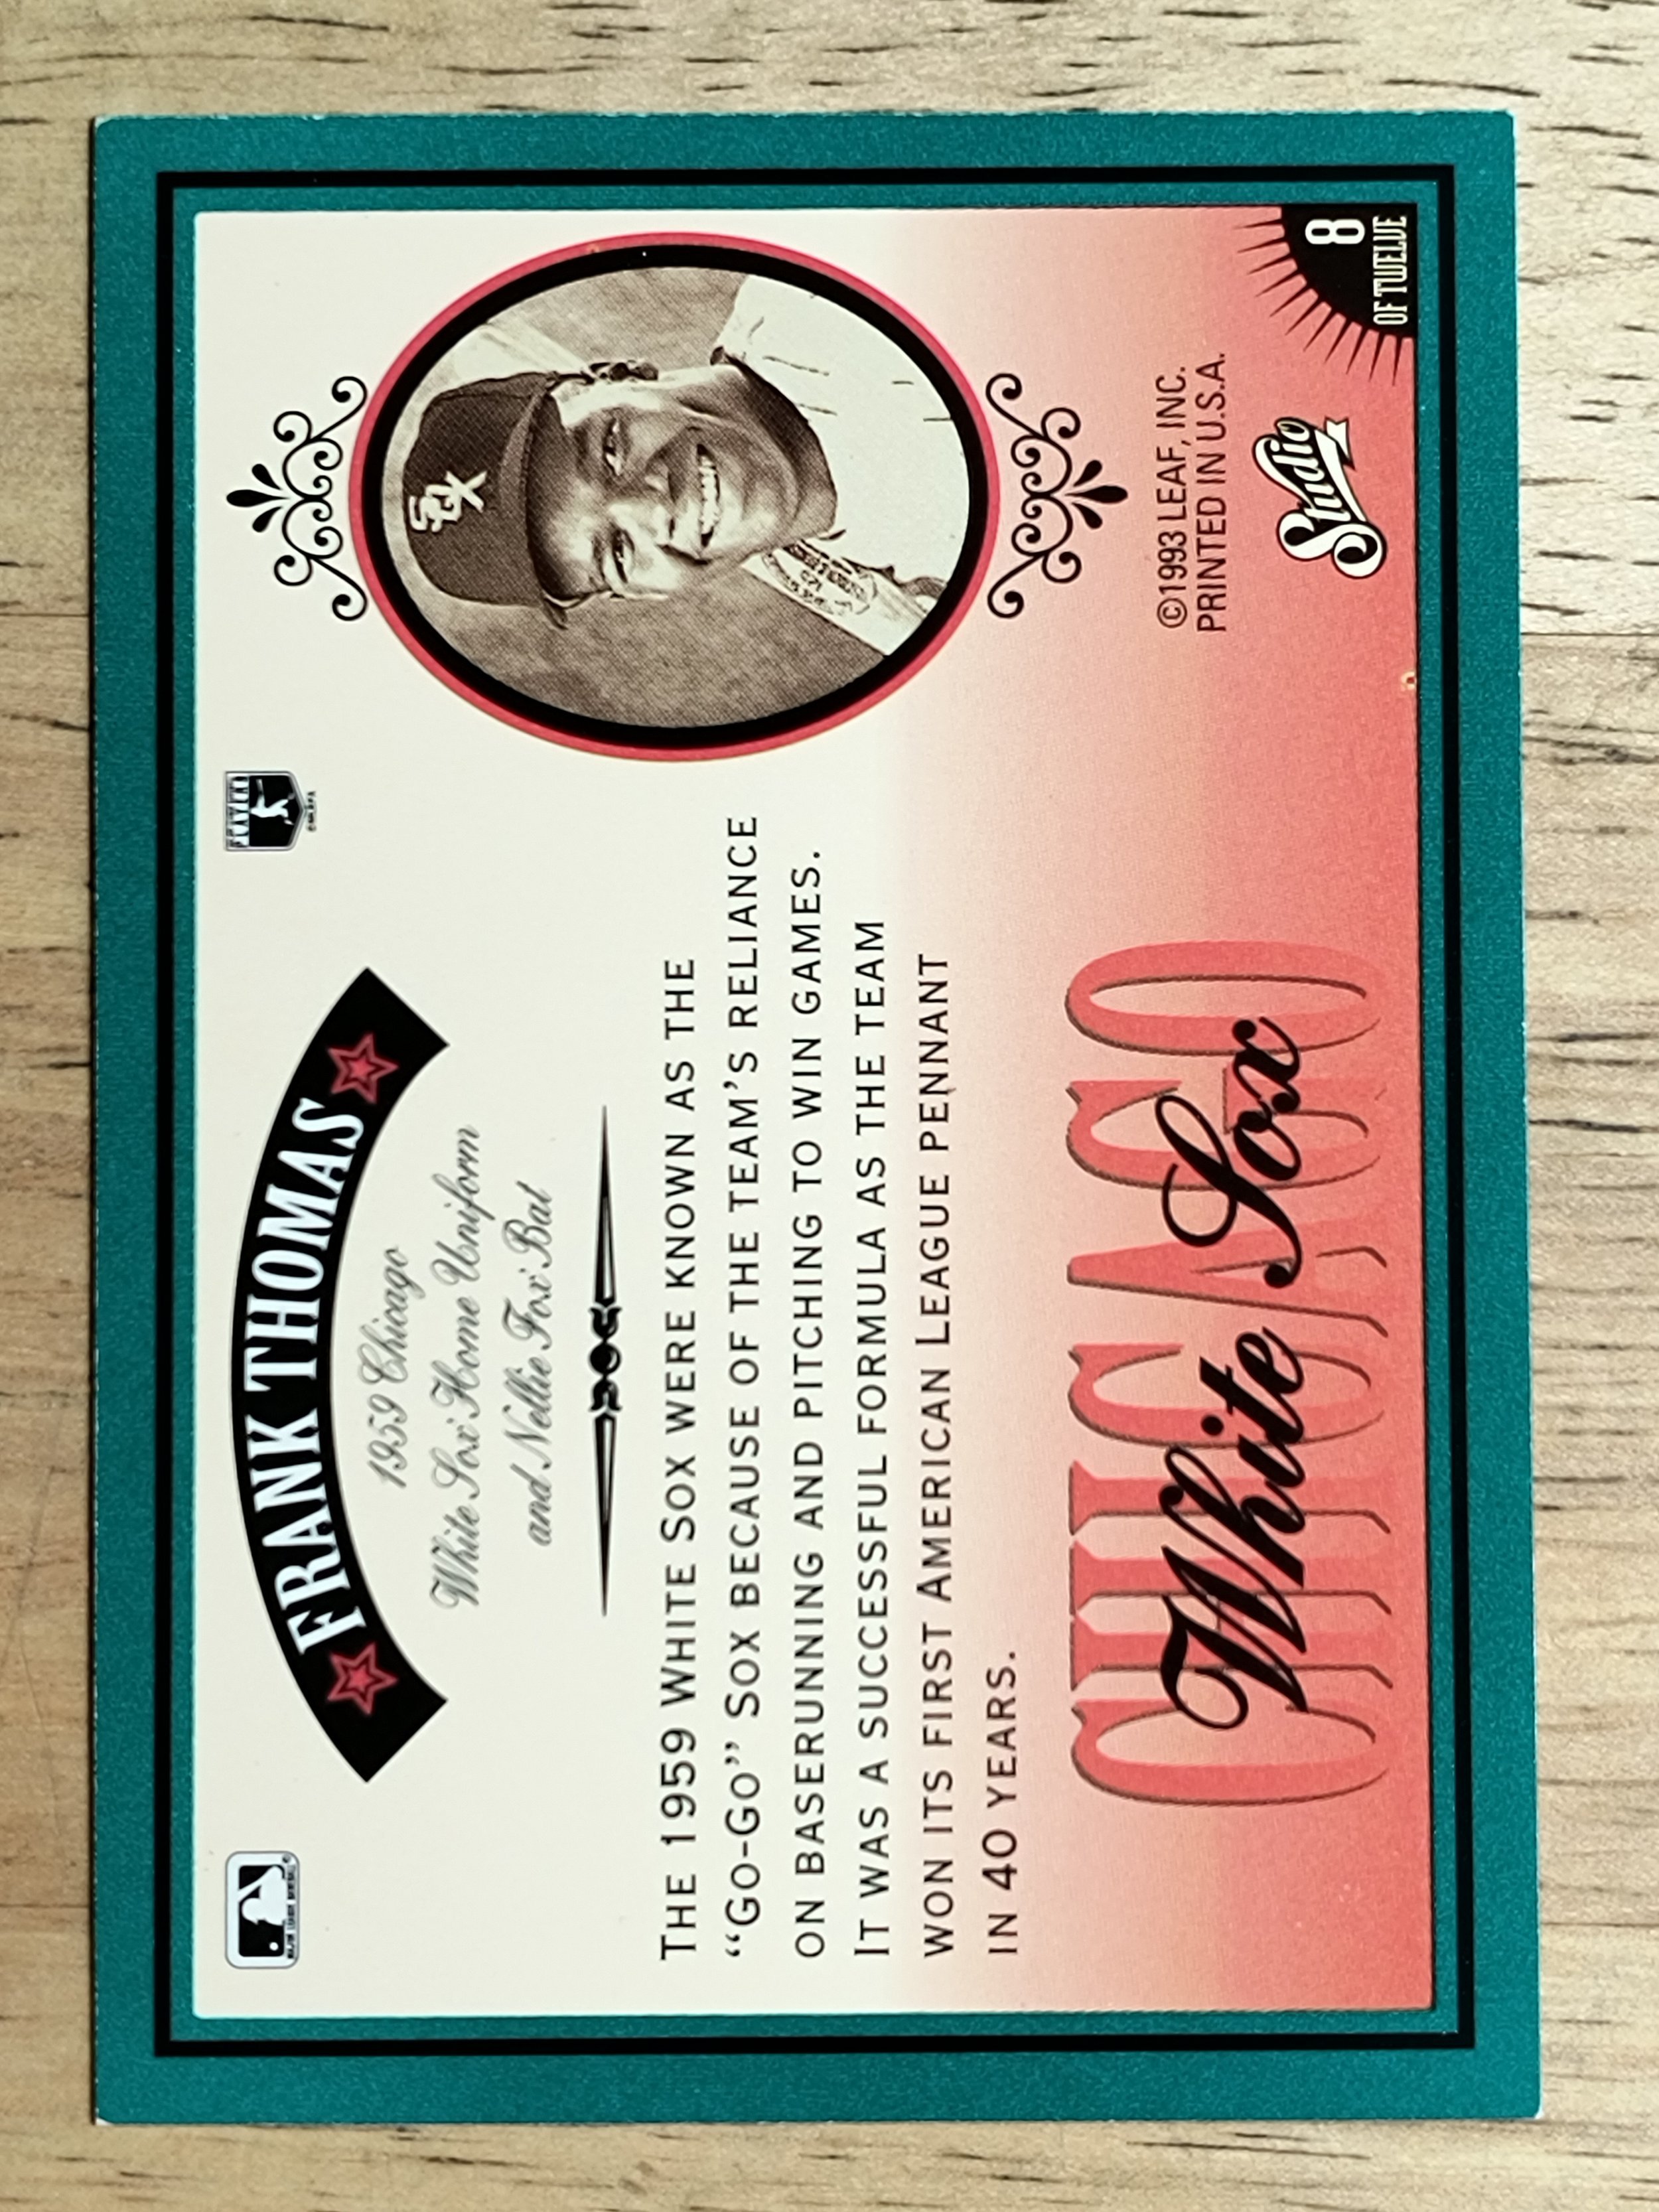 FRANK THOMAS
1959 Chicago
White Sox Home Uniform
and Nellie Fox Bat
THE 1959 WHITE SOX WERE KNOWN AS THE
“GO-GO” SOX BECAUSE OF THE TEAM’S RELIANCE
ON BASERUNNING AND PITCHING TO WIN GAMES.
IT WAS A SUCCESSFUL FORMULA AS THE TEAM
WON ITS FIRST AMERICAN LEAGUE PENNANT
IN 40 YEARS.
CHICAGO
White Sox
PLAYERS
SOX
©1993 LEAF, INC.
PRINTED IN U.S.A.
Studio
8
OF TWELVE